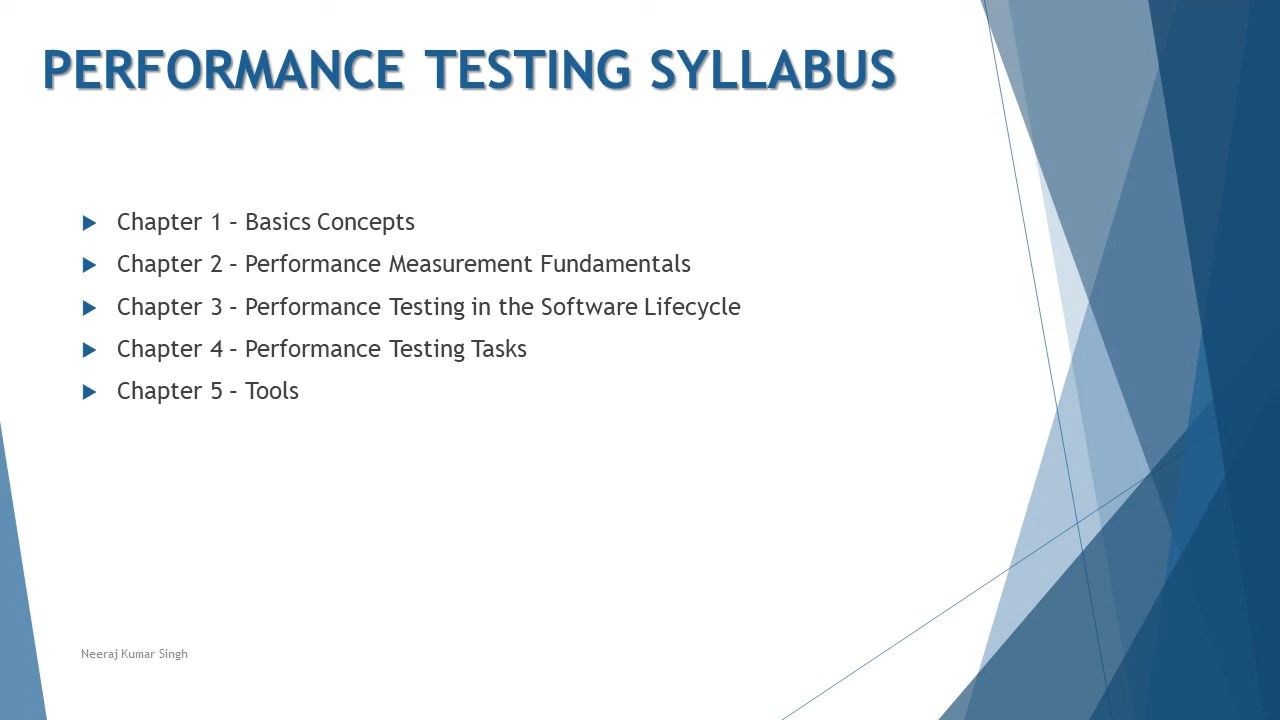 PERFORMANCE TESTING SYLLABUS
Chapter 1 – Basics Concepts
Chapter 2 – Performance Measurement Fundamentals
Chapter 3 – Performance Testing in the Software Lifecycle
Chapter 4 – Performance Testing Tasks
Chapter 5 – Tools
Neeraj Kumar Singh